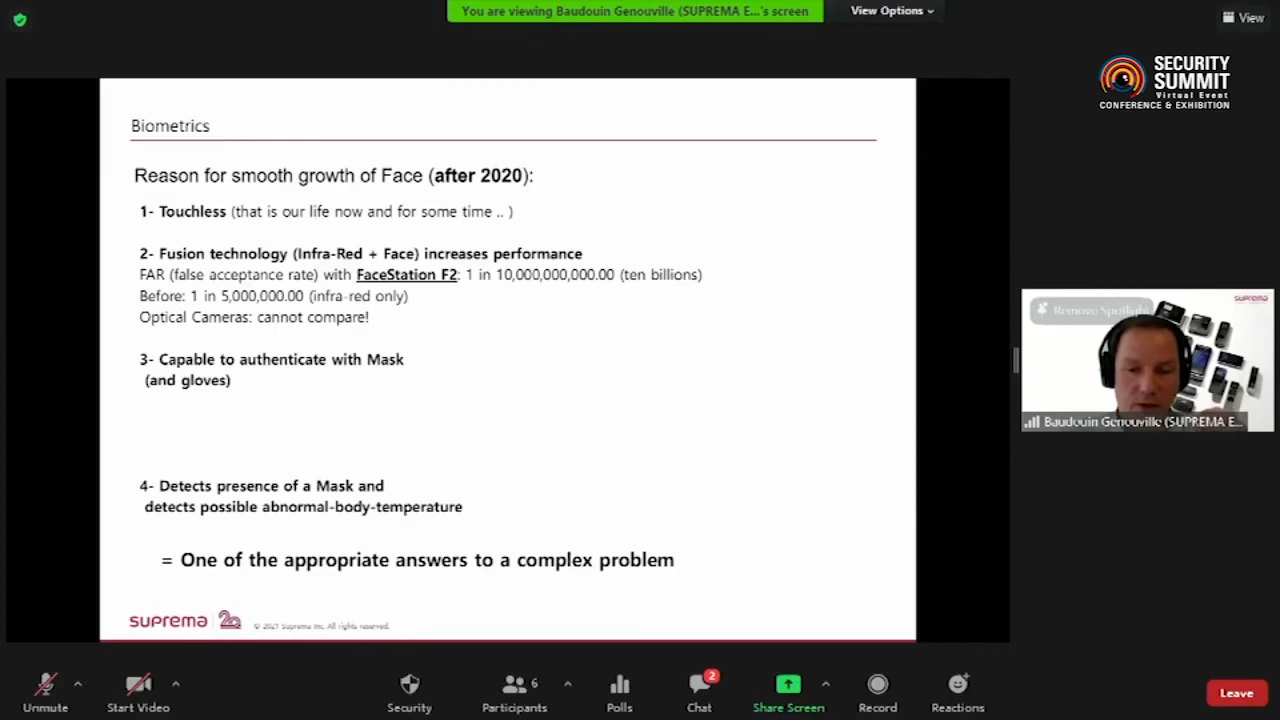 You are viewing Baudouin Genouville (SUPREMA E...'s screen
View Options
View
SECURITY
SUMMIT
Virtual Event
CONFERENCE & EXHIBITION
Biometrics
Reason for smooth growth of Face (after 2020):
1- Touchless (that is our life now and for some time .. )
2- Fusion technology (Infra-Red + Face) increases performance
FAR (false acceptance rate) with FaceStation F2: 1 in 10,000,000,000.00 (ten billions)
Before: 1 in 5,000,000.00 (infra-red only)
Optical Cameras: cannot compare!
3- Capable to authenticate with Mask
(and gloves)
4- Detects presence of a Mask and
detects possible abnormal-body-temperature
= One of the appropriate answers to a complex problem
suprema 20
© 2021 Suprema Inc. All rights reserved.
Remove Spotlight
suprema
Baudouin Genouville (SUPREMA E...
Unmute
Start Video
Security
6
Participants
Polls
2
Chat
Share Screen
Record
Reactions
Leave